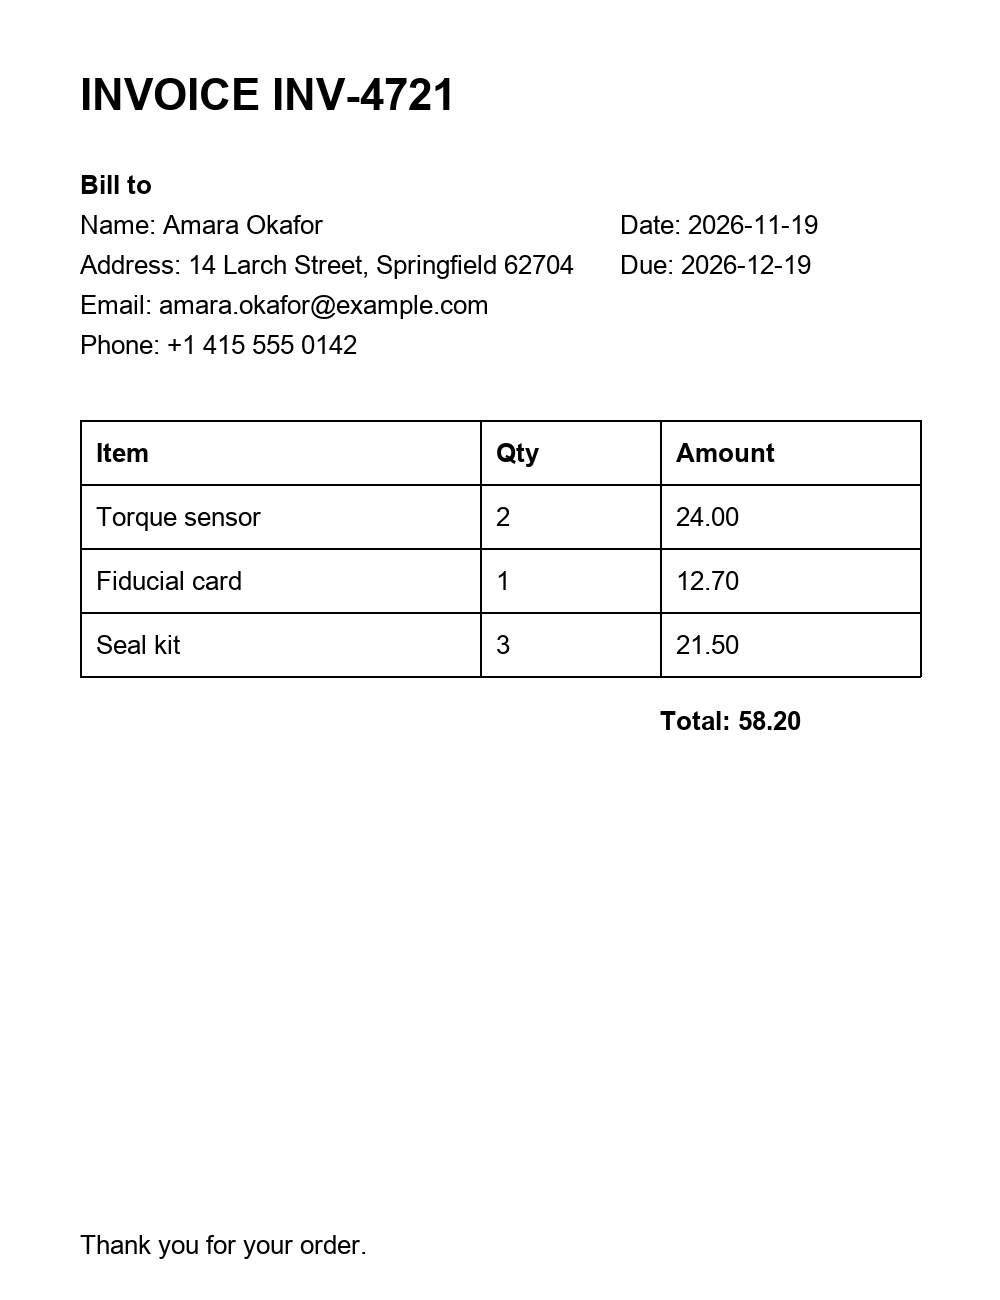 INVOICE INV-4721
Bill to
Name: Amara Okafor Date: 2026-11-19
Address: 14 Larch Street, Springfield 62704 Due: 2026-12-19
Email: amara.okafor@example.com
Phone: +1 415 555 0142
Item Qty Amount
Torque sensor 2 24.00
Fiducial card 1 12.70
Seal kit 3 21.50
Total: 58.20
Thank you for your order.